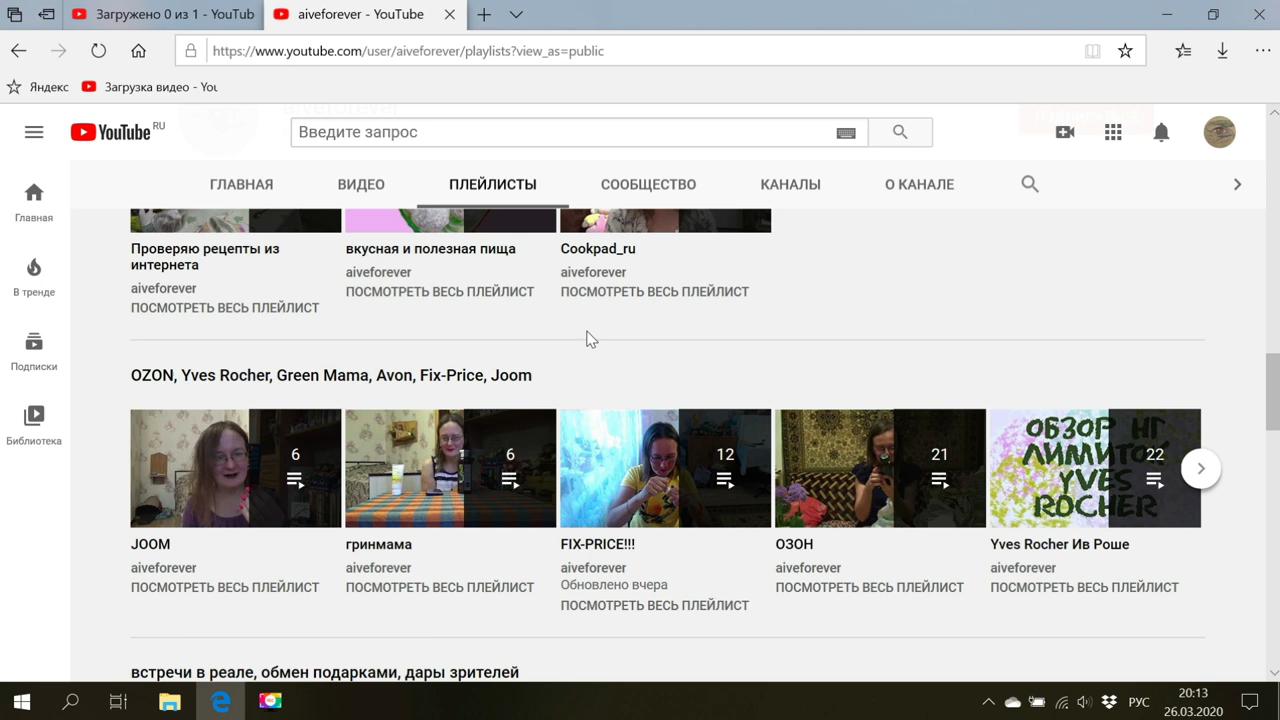 Загружено 0 из 1 - YouTub
aiveforever - YouTube
https://www.youtube.com/user/aiveforever/playlists?view_as=public
Яндекс
Загрузка видео - You
aiveforever
YouTube RU
Введите запрос
ГЛАВНАЯ
ВИДЕО
ПЛЕЙЛИСТЫ
СООБЩЕСТВО
КАНАЛЫ
О КАНАЛЕ
Главная
В тренде
Подписки
Библиотека
Проверяю рецепты из
интернета
aiveforever
ПОСМОТРЕТЬ ВЕСЬ ПЛЕЙЛИСТ
вкусная и полезная пища
aiveforever
ПОСМОТРЕТЬ ВЕСЬ ПЛЕЙЛИСТ
Cookpad_ru
aiveforever
ПОСМОТРЕТЬ ВЕСЬ ПЛЕЙЛИСТ
OZON, Yves Rocher, Green Mama, Avon, Fix-Price, Joom
6
JOOM
aiveforever
ПОСМОТРЕТЬ ВЕСЬ ПЛЕЙЛИСТ
6
гринмама
aiveforever
ПОСМОТРЕТЬ ВЕСЬ ПЛЕЙЛИСТ
12
FIX-PRICE!!!
aiveforever
Обновлено вчера
ПОСМОТРЕТЬ ВЕСЬ ПЛЕЙЛИСТ
21
ОЗОН
aiveforever
ПОСМОТРЕТЬ ВЕСЬ ПЛЕЙЛИСТ
ОБЗОР НГ
ЛИМИТОК
YVES
ROCHER
22
Yves Rocher Ив Роше
aiveforever
ПОСМОТРЕТЬ ВЕСЬ ПЛЕЙЛИСТ
встречи в реале, обмен подарками, дары зрителей
РУС
20:13
26.03.2020